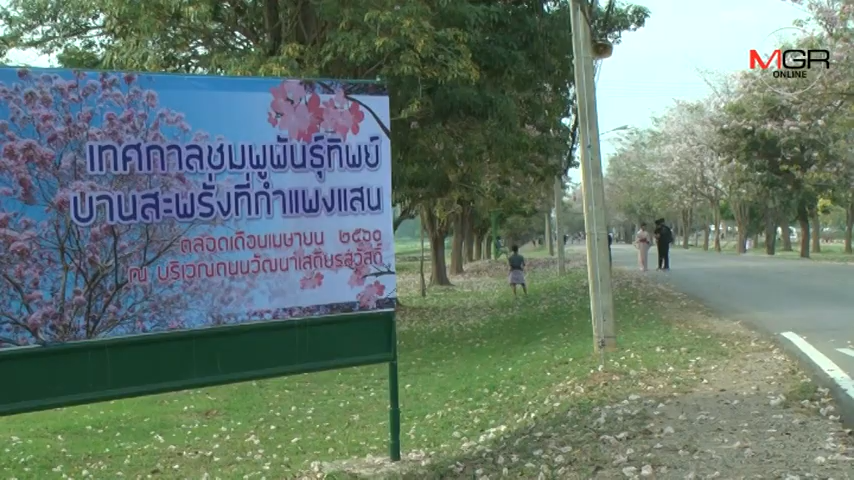 MGR
ONLINE
เทศกาลชมพูพันธุ์ทิพย์
บานสะพรั่งที่กำแพงแสน
ตลอดเดือนเมษายน ๒๕๖๑
ณ บริเวณถนนวัฒนาเสถียรสวัสดิ์